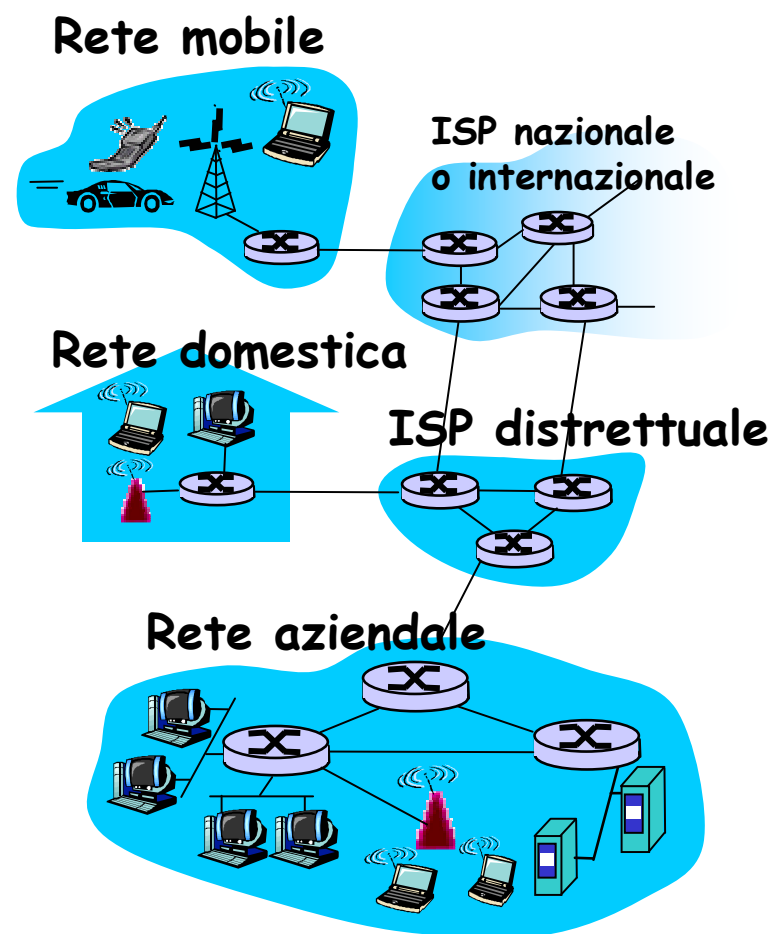 Rete mobile
ISP nazionale
o internazionale
Rete domestica
ISP distrettuale
Rete aziendale